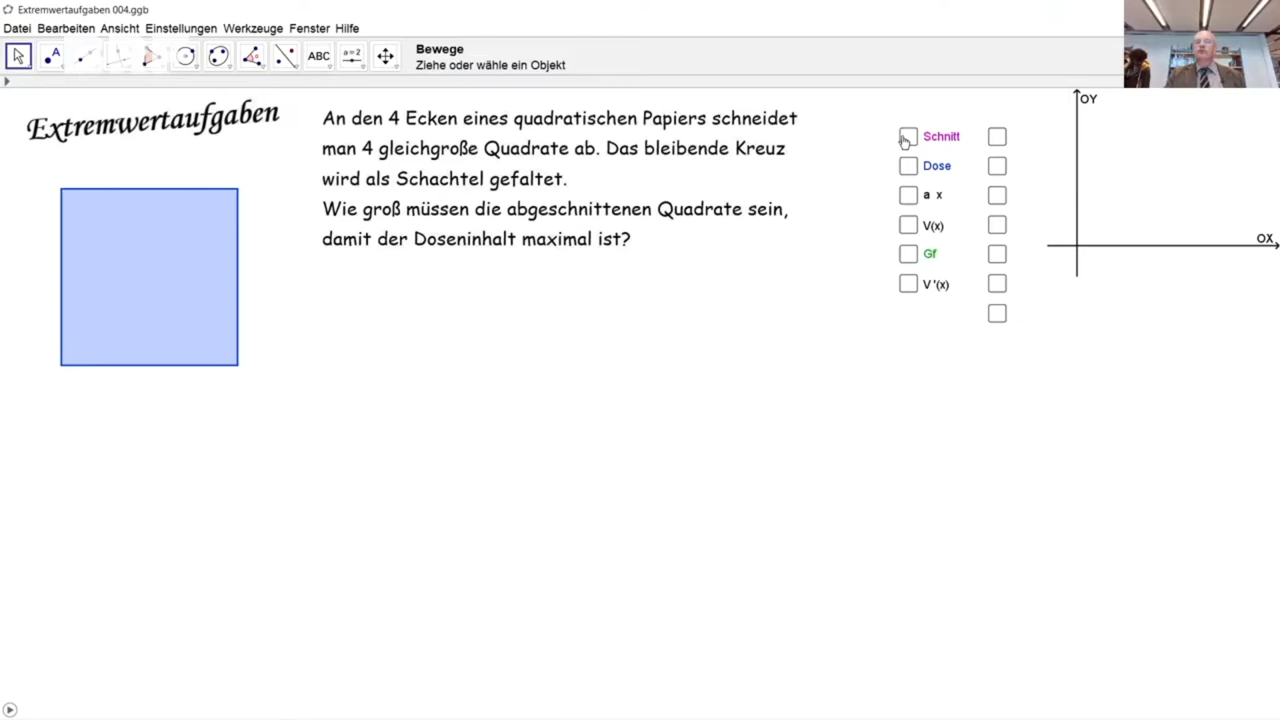 Extremwertaufgaben 004.ggb
Datei Bearbeiten Ansicht Einstellungen Werkzeuge Fenster Hilfe
A
ABC
a=2
Bewege
Ziehe oder wähle ein Objekt
Extremwertaufgaben
An den 4 Ecken eines quadratischen Papiers schneidet
man 4 gleichgroße Quadrate ab. Das bleibende Kreuz
wird als Schachtel gefaltet.
Wie groß müssen die abgeschnittenen Quadrate sein,
damit der Doseninhalt maximal ist?
Schnitt
Dose
a x
V(x)
Gf
V'(x)
OY
OX